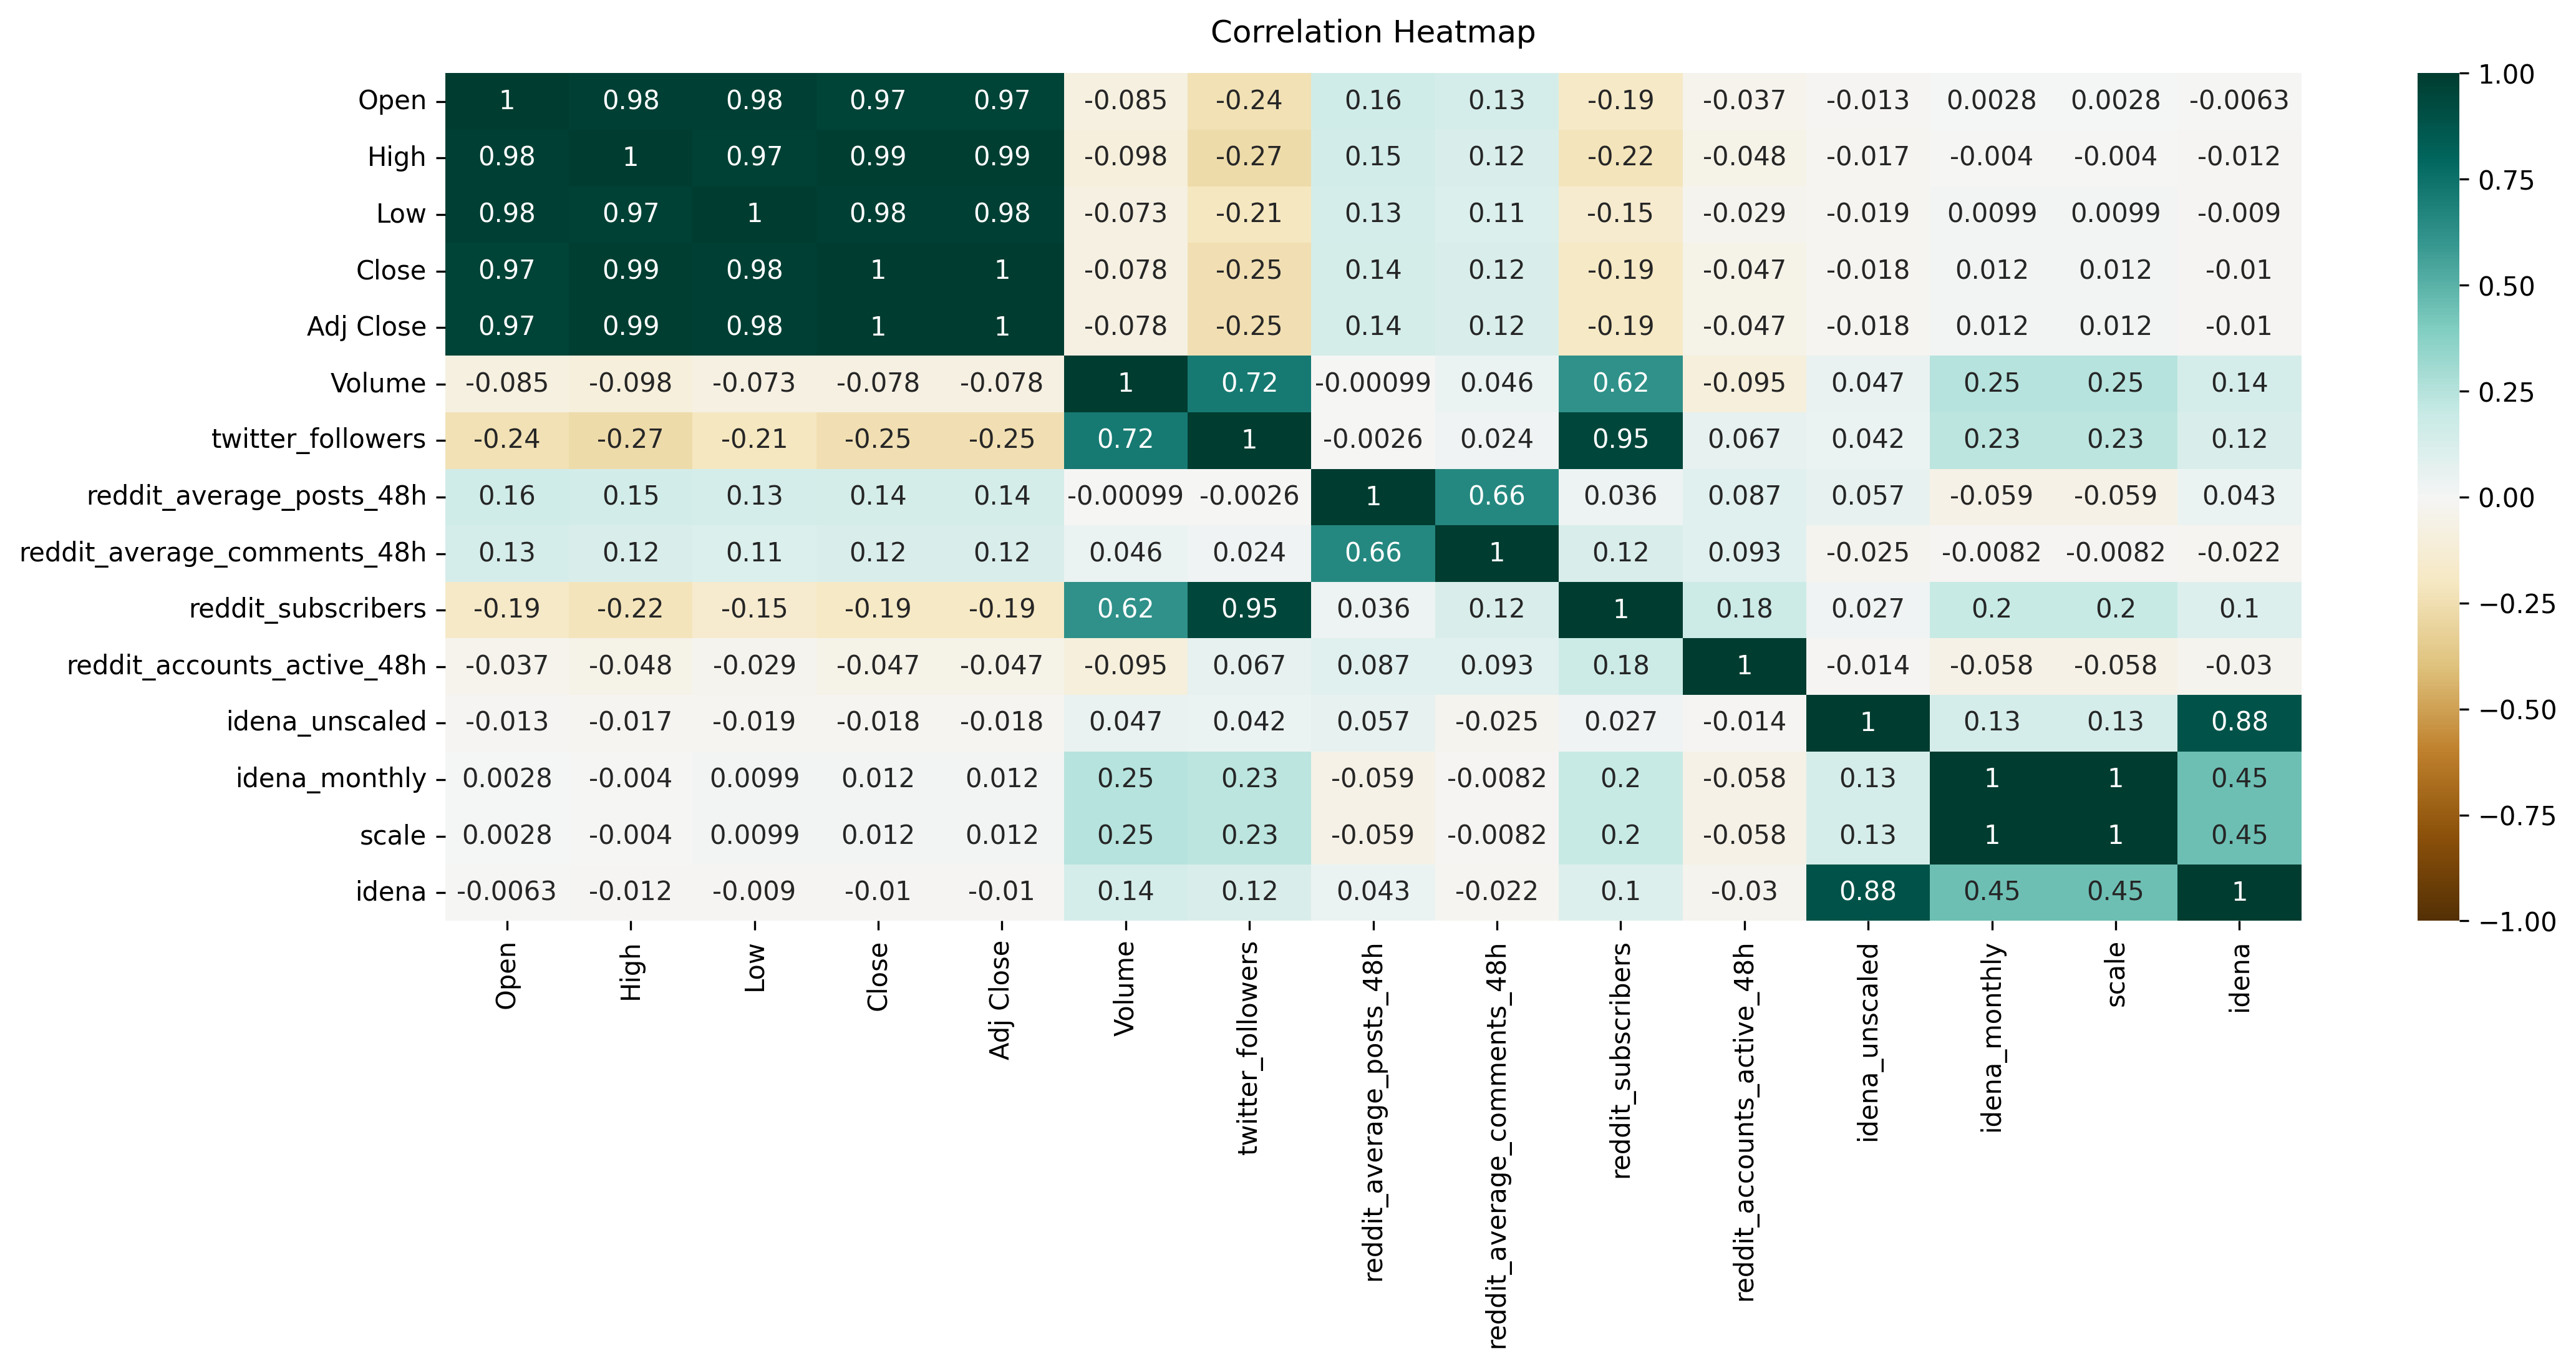 Correlation Heatmap
Open 1 0.98 0.98 0.97 0.97 -0.085 -0.24 0.16 0.13 -0.19 -0.037 -0.013 0.0028 0.0028 -0.0063
High 0.98 1 0.97 0.99 0.99 -0.098 -0.27 0.15 0.12 -0.22 -0.048 -0.017 -0.004 -0.004 -0.012
Low 0.98 0.97 1 0.98 0.98 -0.073 -0.21 0.13 0.11 -0.15 -0.029 -0.019 0.0099 0.0099 -0.009
Close 0.97 0.99 0.98 1 1 -0.078 -0.25 0.14 0.12 -0.19 -0.047 -0.018 0.012 0.012 -0.01
Adj Close 0.97 0.99 0.98 1 1 -0.078 -0.25 0.14 0.12 -0.19 -0.047 -0.018 0.012 0.012 -0.01
Volume -0.085 -0.098 -0.073 -0.078 -0.078 1 0.72 -0.00099 0.046 0.62 -0.095 0.047 0.25 0.25 0.14
twitter_followers -0.24 -0.27 -0.21 -0.25 -0.25 0.72 1 -0.0026 0.024 0.95 0.067 0.042 0.23 0.23 0.12
reddit_average_posts_48h 0.16 0.15 0.13 0.14 0.14 -0.00099 -0.0026 1 0.66 0.036 0.087 0.057 -0.059 -0.059 0.043
reddit_average_comments_48h 0.13 0.12 0.11 0.12 0.12 0.046 0.024 0.66 1 0.12 0.093 -0.025 -0.0082 -0.0082 -0.022
reddit_subscribers -0.19 -0.22 -0.15 -0.19 -0.19 0.62 0.95 0.036 0.12 1 0.18 0.027 0.2 0.2 0.1
reddit_accounts_active_48h -0.037 -0.048 -0.029 -0.047 -0.047 -0.095 0.067 0.087 0.093 0.18 1 -0.014 -0.058 -0.058 -0.03
idena_unscaled -0.013 -0.017 -0.019 -0.018 -0.018 0.047 0.042 0.057 -0.025 0.027 -0.014 1 0.13 0.13 0.88
idena_monthly 0.0028 -0.004 0.0099 0.012 0.012 0.25 0.23 -0.059 -0.0082 0.2 -0.058 0.13 1 1 0.45
scale 0.0028 -0.004 0.0099 0.012 0.012 0.25 0.23 -0.059 -0.0082 0.2 -0.058 0.13 1 1 0.45
idena -0.0063 -0.012 -0.009 -0.01 -0.01 0.14 0.12 0.043 -0.022 0.1 -0.03 0.88 0.45 0.45 1
Open
High
Low
Close
Adj Close
Volume
twitter_followers
reddit_average_posts_48h
reddit_average_comments_48h
reddit_subscribers
reddit_accounts_active_48h
idena_unscaled
idena_monthly
scale
idena
1.00
0.75
0.50
0.25
0.00
−0.25
−0.50
−0.75
−1.00